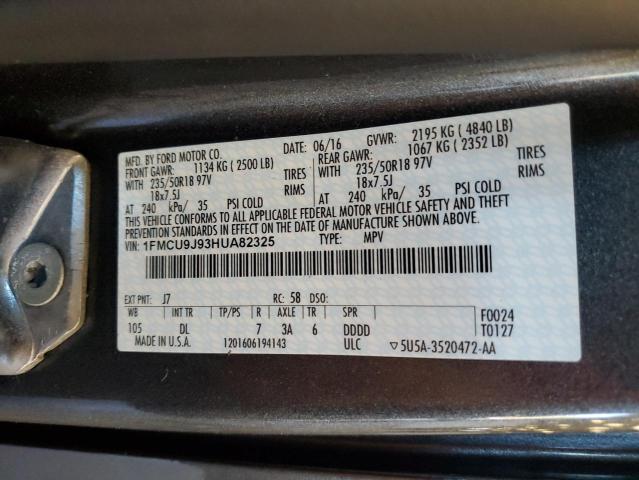 MFD. BY FORD MOTOR CO.
DATE: 06/16 GVWR: 2195 KG ( 4840 LB)
FRONT GAWR: 1134 KG ( 2500 LB) REAR GAWR: 1067 KG ( 2352 LB)
WITH TIRES WITH TIRES
235/50R18 97V RIMS 235/50R18 97V RIMS
18x7.5J 18x7.5J
AT 240 kPa/ 35 PSI COLD AT 240 kPa/ 35 PSI COLD
THIS VEHICLE CONFORMS TO ALL APPLICABLE FEDERAL MOTOR VEHICLE SAFETY AND THEFT
PREVENTION STANDARDS IN EFFECT ON THE DATE OF MANUFACTURE SHOWN ABOVE.
VIN: 1FMCU9J93HUA82325 TYPE: MPV
EXT PNT: J7 RC: 58 DSO:
WB INT TR TP/PS R AXLE TR SPR F0024
105 DL 7 3A 6 DDDD T0127
MADE IN U.S.A. 1201606194143 ULC ▽5U5A-3520472-AA